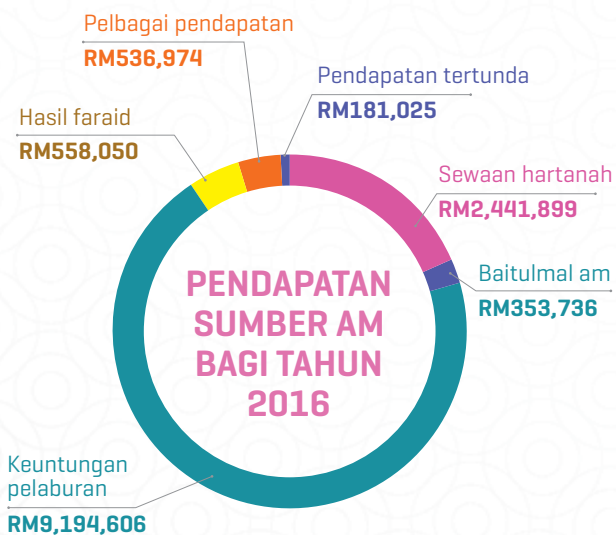 Pelbagai pendapatan
RM536,974
Pendapatan tertunda
RM181,025
Hasil faraid
RM558,050
Sewaan hartanah
RM2,441,899
Baitulmal am
RM353,736
PENDAPATAN
SUMBER AM
BAGI TAHUN
2016
Keuntungan
pelaburan
RM9,194,606